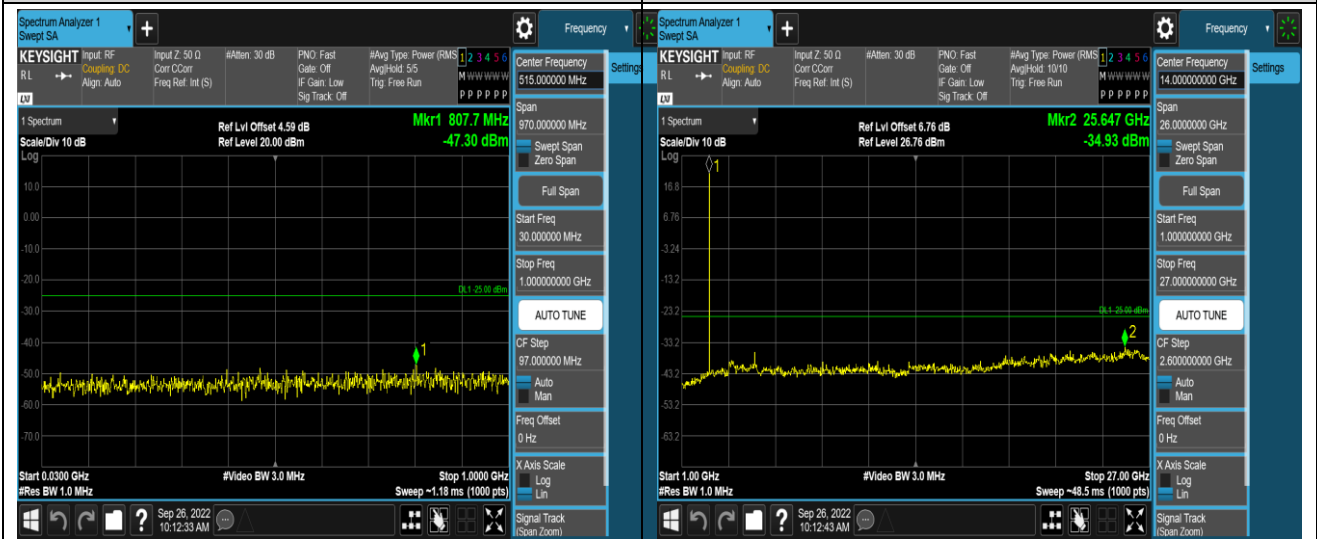 Spectrum Analyzer 1
Swept SA
+
Frequency
KEYSIGHT
Input: RF
Coupling: DC
Align: Auto
Input Z: 50 Ω
Corr CCorr
Freq Ref: Int (S)
#Atten: 30 dB
PNO: Fast
Gate: Off
IF Gain: Low
Sig Track: Off
#Avg Type: Power (RMS
Avg|Hold: 5/5
Trig: Free Run
1 2 3 4 5 6
M W W W W W
P P P P P P
RL
LXI
Center Frequency
515.000000 MHz
Settings
1 Spectrum
Scale/Div 10 dB
Log
Ref Lvl Offset 4.59 dB
Ref Level 20.00 dBm
Mkr1 807.7 MHz
-47.30 dBm
10.0
0.00
-10.0
-20.0
-30.0
-40.0
-50.0
-60.0
-70.0
DL1 -25.00 dBm
1
Start 0.0300 GHz
#Res BW 1.0 MHz
#Video BW 3.0 MHz
Stop 1.0000 GHz
Sweep ~1.18 ms (1000 pts)
Span
970.000000 MHz
Swept Span
Zero Span
Full Span
Start Freq
30.000000 MHz
Stop Freq
1.000000000 GHz
AUTO TUNE
CF Step
97.000000 MHz
Auto
Man
Freq Offset
0 Hz
X Axis Scale
Log
Lin
Signal Track
(Span Zoom)
?
Sep 26, 2022
10:12:33 AM
Spectrum Analyzer 1
Swept SA
+
Frequency
KEYSIGHT
Input: RF
Coupling: DC
Align: Auto
Input Z: 50 Ω
Corr CCorr
Freq Ref: Int (S)
#Atten: 30 dB
PNO: Fast
Gate: Off
IF Gain: Low
Sig Track: Off
#Avg Type: Power (RMS
Avg|Hold: 10/10
Trig: Free Run
1 2 3 4 5 6
M W W W W W
P P P P P P
RL
LXI
Center Frequency
14.000000000 GHz
Settings
1 Spectrum
Scale/Div 10 dB
Log
Ref Lvl Offset 6.76 dB
Ref Level 26.76 dBm
Mkr2 25.647 GHz
-34.93 dBm
16.8
6.76
-3.24
-13.2
-23.2
-33.2
-43.2
-53.2
-63.2
1
DL1 -25.00 dBm
2
Start 1.00 GHz
#Res BW 1.0 MHz
#Video BW 3.0 MHz
Stop 27.00 GHz
Sweep ~48.5 ms (1000 pts)
Span
26.0000000 GHz
Swept Span
Zero Span
Full Span
Start Freq
1.000000000 GHz
Stop Freq
27.000000000 GHz
AUTO TUNE
CF Step
2.600000000 GHz
Auto
Man
Freq Offset
0 Hz
X Axis Scale
Log
Lin
Signal Track
(Span Zoom)
?
Sep 26, 2022
10:12:43 AM